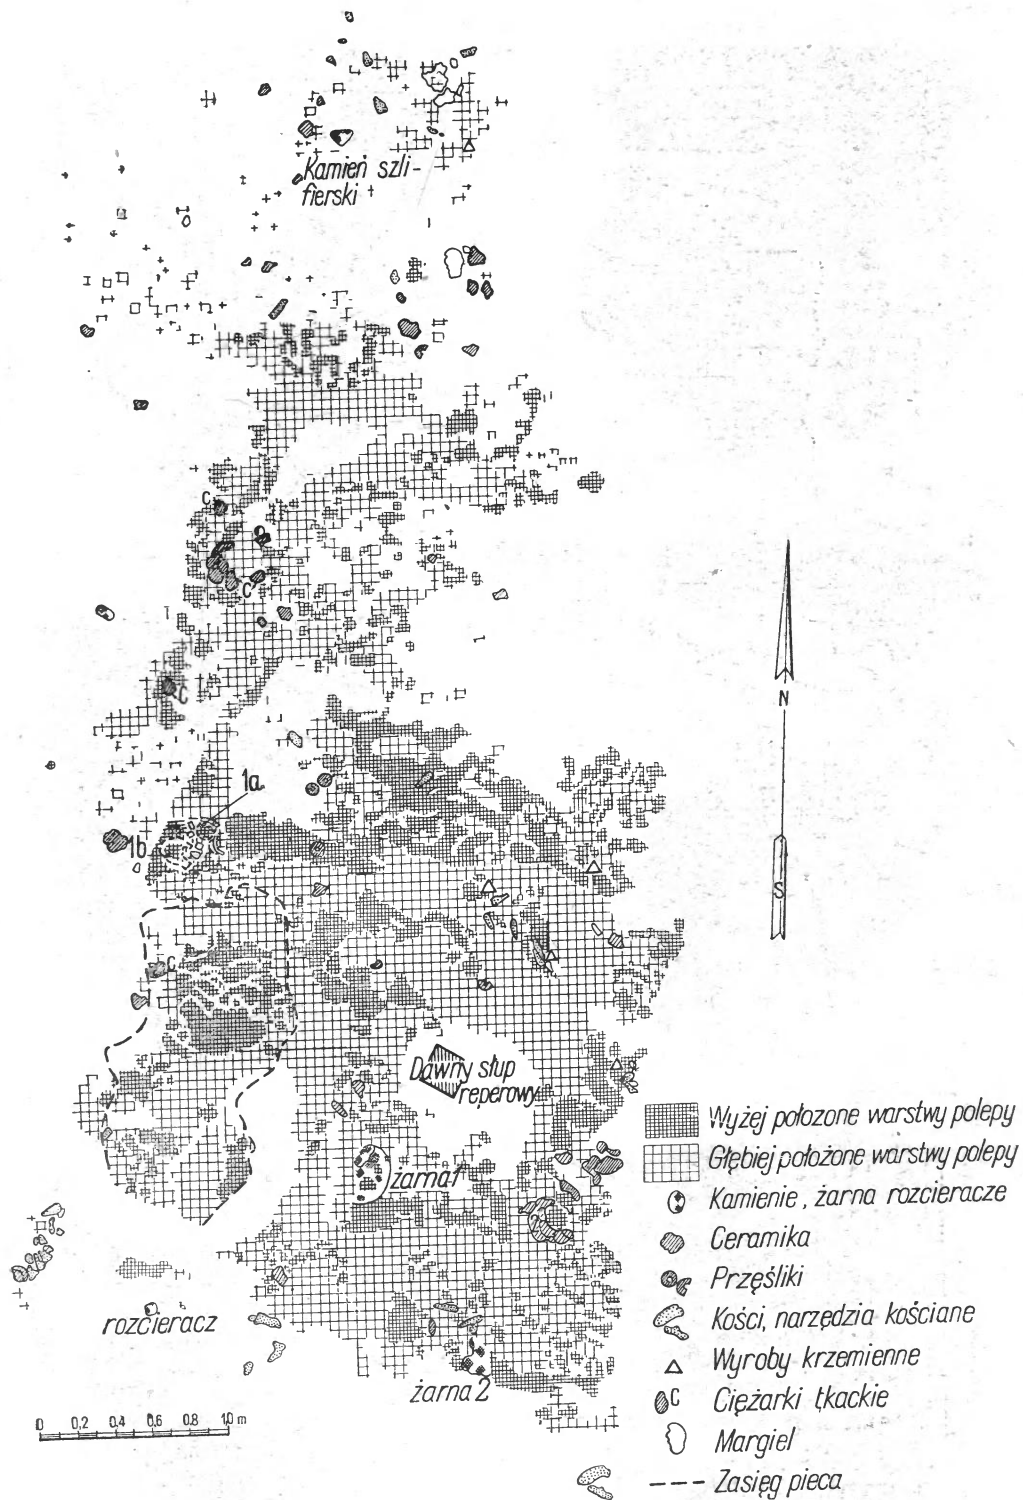 Kamień szli-
fierski
C
C
C
1a
1b
C
Dawny słup
reperowy
żarna 1
rozcieracz
żarna 2
0 0,2 0,4 0,6 0,8 1,0 m
N
S
Wyżej położone warstwy polepy
Głębiej położone warstwy polepy
Kamienie, żarna rozcieracze
Ceramika
Przęśliki
Kości, narzędzia kościane
Wyroby krzemienne
C Ciężarki tkackie
Margiel
Zasięg pieca